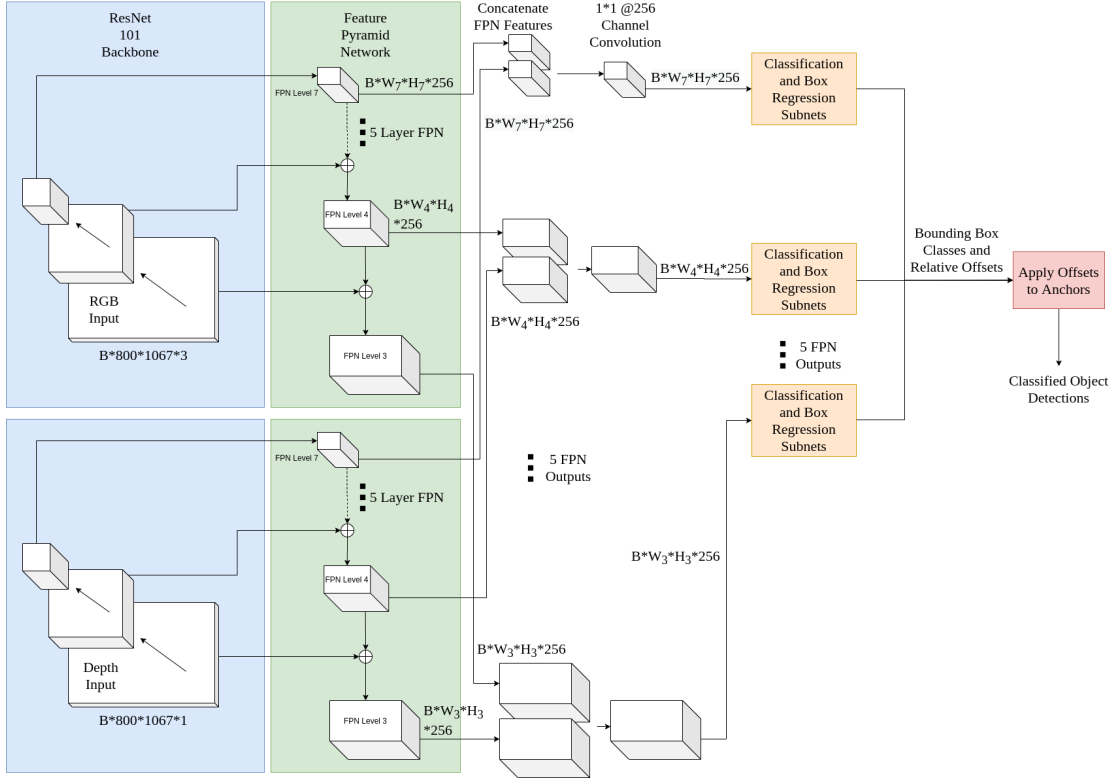 ResNet
101
Backbone
Feature
Pyramid
Network
Concatenate
FPN Features
1*1 @256
Channel
Convolution
FPN Level 7
B*W7*H7*256
5 Layer FPN
B*W7*H7*256
B*W7*H7*256
Classification
and Box
Regression
Subnets
FPN Level 4
B*W4*H4
*256
B*W4*H4*256
B*W4*H4*256
Classification
and Box
Regression
Subnets
Bounding Box
Classes and
Relative Offsets
Apply Offsets
to Anchors
RGB
Input
B*800*1067*3
FPN Level 3
5 FPN
Outputs
Classified Object
Detections
Classification
and Box
Regression
Subnets
FPN Level 7
5 Layer FPN
5 FPN
Outputs
FPN Level 4
B*W3*H3*256
Depth
Input
B*800*1067*1
B*W3*H3*256
FPN Level 3
B*W3*H3
*256